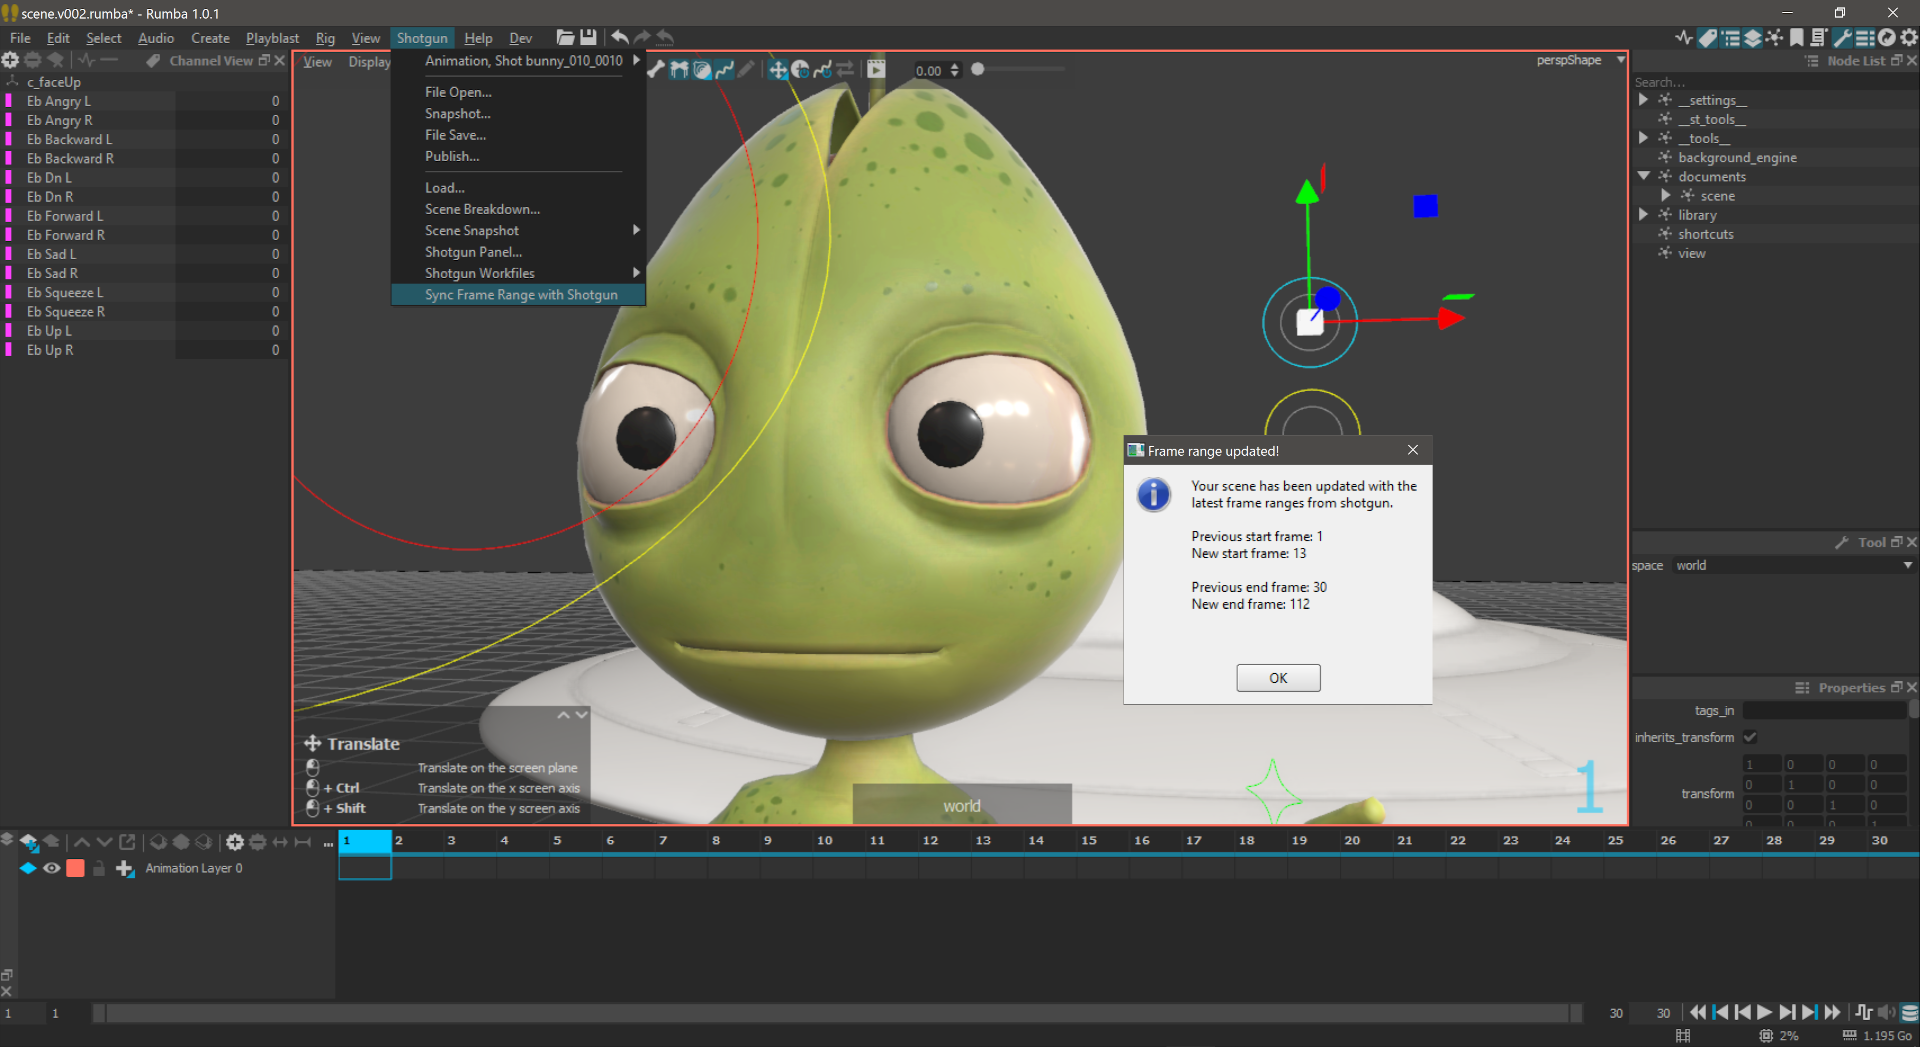 scene.v002.rumba* - Rumba 1.0.1
File Edit Select Audio Create Playblast Rig View Shotgun Help Dev
Channel View
c_faceUp
Eb Angry L 0
Eb Angry R 0
Eb Backward L 0
Eb Backward R 0
Eb Dn L 0
Eb Dn R 0
Eb Forward L 0
Eb Forward R 0
Eb Sad L 0
Eb Sad R 0
Eb Squeeze L 0
Eb Squeeze R 0
Eb Up L 0
Eb Up R 0
View Display
0.00
perspShape
Animation, Shot bunny_010_0010
File Open...
Snapshot...
File Save...
Publish...
Load...
Scene Breakdown...
Scene Snapshot
Shotgun Panel...
Shotgun Workfiles
Sync Frame Range with Shotgun
Node List
Search...
__settings__
__st_tools__
__tools__
background_engine
documents
scene
library
shortcuts
view
Frame range updated!
Your scene has been updated with the
latest frame ranges from shotgun.
Previous start frame: 1
New start frame: 13
Previous end frame: 30
New end frame: 112
OK
Tool
space world
Properties
tags_in
inherits_transform
transform
1 0 0 0
0 1 0 0
0 0 1 0
0 0 0 1
Translate
Translate on the screen plane
+ Ctrl Translate on the x screen axis
+ Shift Translate on the y screen axis
world
1
1 2 3 4 5 6 7 8 9 10 11 12 13 14 15 16 17 18 19 20 21 22 23 24 25 26 27 28 29 30
...
Animation Layer 0
1 1 30 30
2% 1.195 Go